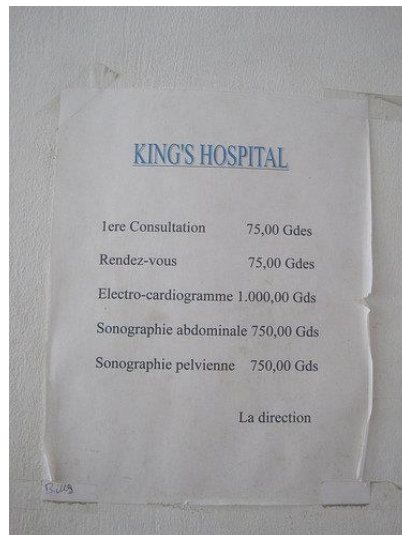 KING'S HOSPITAL
1ere Consultation 75,00 Gdes
Rendez-vous 75,00 Gdes
Electro-cardiogramme 1.000,00 Gds
Sonographie abdominale 750,00 Gds
Sonographie pelvienne 750,00 Gds
La direction